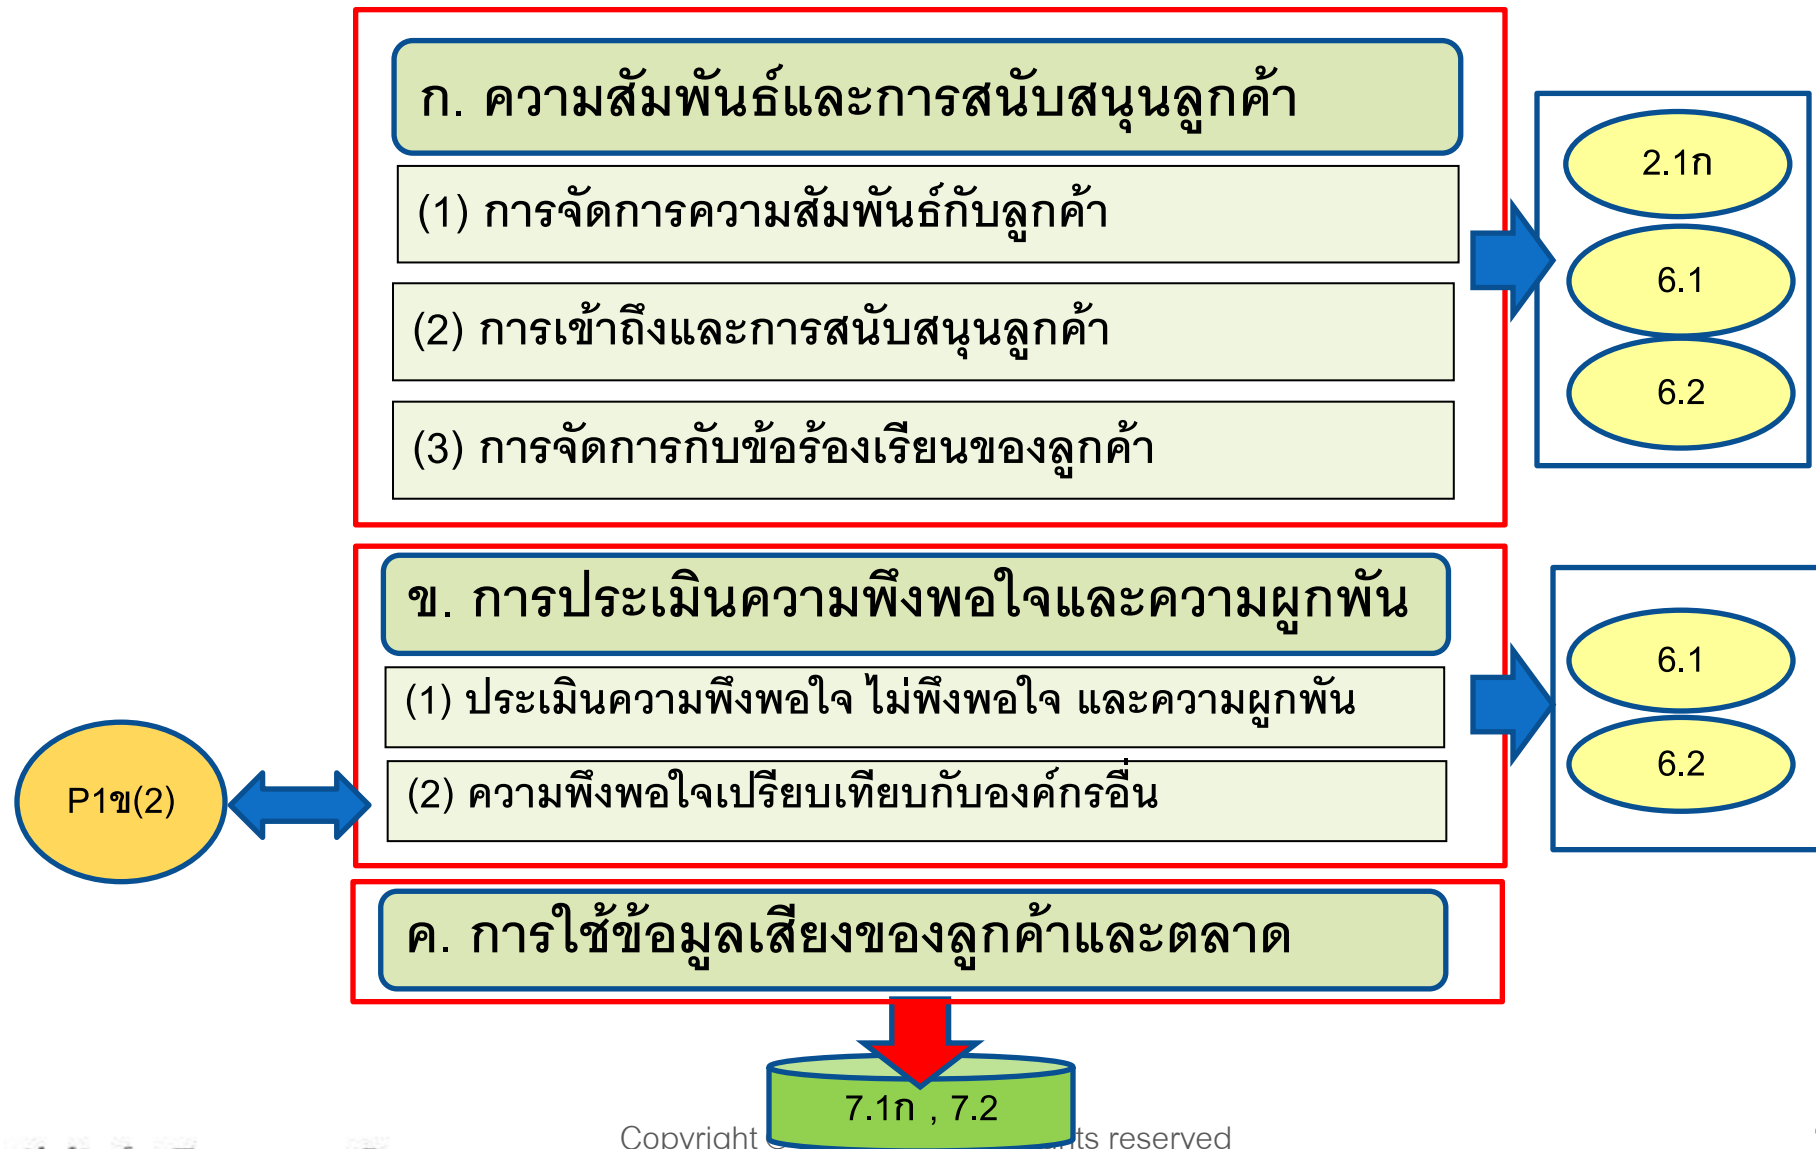 ก. ความสัมพันธ์และการสนับสนุนลูกค้า
(1) การจัดการความสัมพันธ์กับลูกค้า
(2) การเข้าถึงและการสนับสนุนลูกค้า
(3) การจัดการกับข้อร้องเรียนของลูกค้า
2.1ก
6.1
6.2
ข. การประเมินความพึงพอใจและความผูกพัน
(1) ประเมินความพึงพอใจ ไม่พึงพอใจ และความผูกพัน
(2) ความพึงพอใจเปรียบเทียบกับองค์กรอื่น
P1ข(2)
6.1
6.2
ค. การใช้ข้อมูลเสียงของลูกค้าและตลาด
7.1ก , 7.2
Copyright reserved